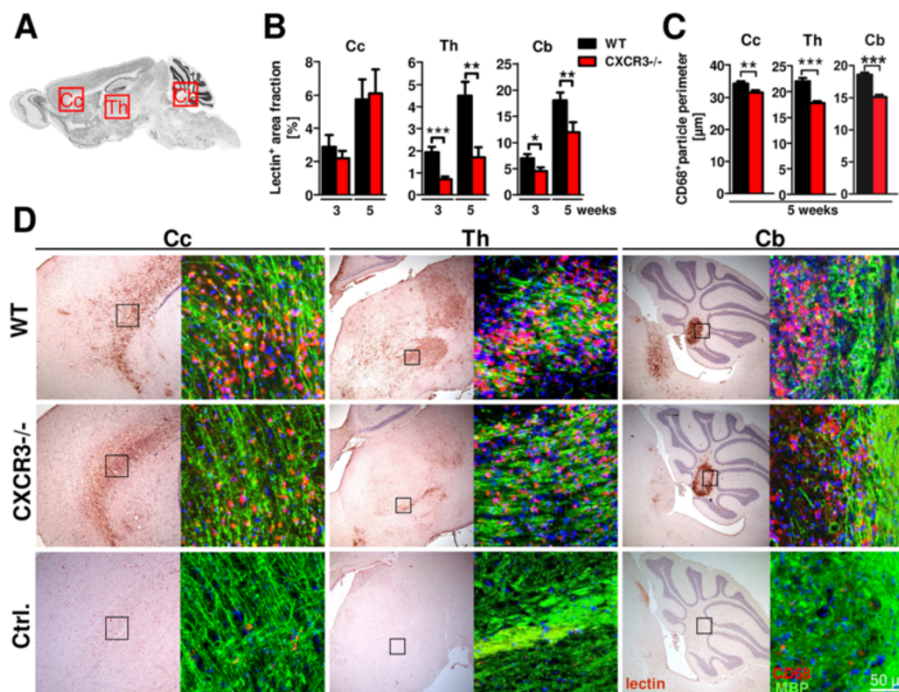 A
B
C
Cc
Th
Cb
Cc
Th
Cb
WT
CXCR3-/-
Cc
Th
Cb
Lectin⁺ area fraction
[%]
CD68⁺particle perimeter
[µm]
8
6
4
2
0
5
4
3
2
1
0
25
20
15
10
5
0
***
**
*
**
3
5
3
5
3
5
weeks
40
30
20
10
0
25
20
15
10
5
0
20
15
10
5
0
**
***
***
5 weeks
D
Cc
Th
Cb
WT
CXCR3-/-
Ctrl.
lectin
CD68
MBP
50 µ